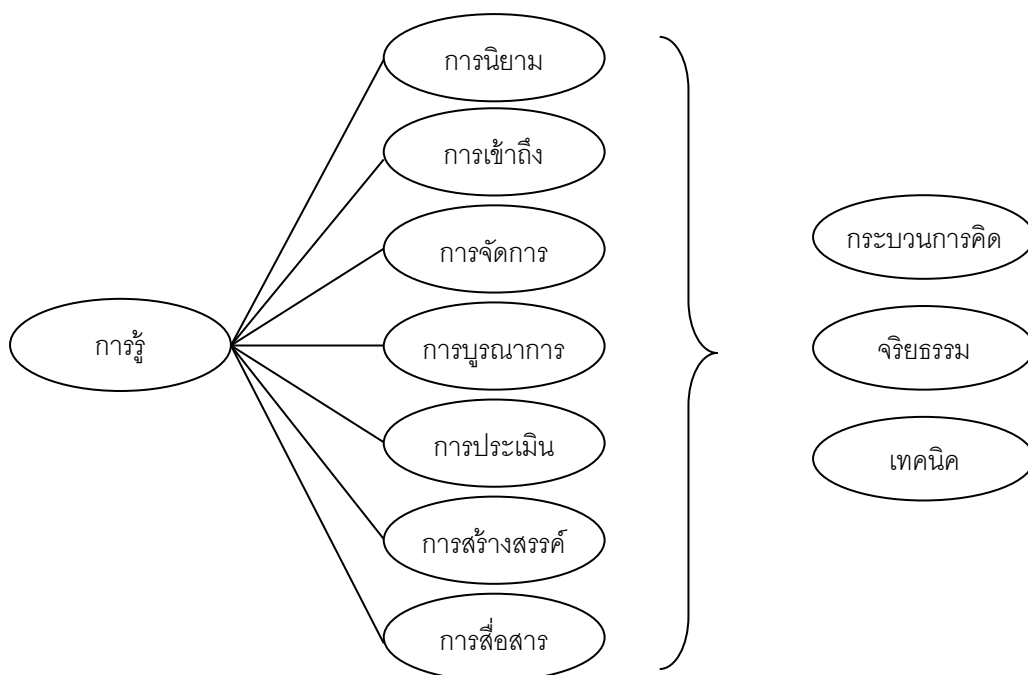 การนิยาม
การเข้าถึง
การจัดการ
การบูรณาการ
การประเมิน
การสร้างสรรค์
การสื่อสาร
การรู้
กระบวนการคิด
จริยธรรม
เทคนิค